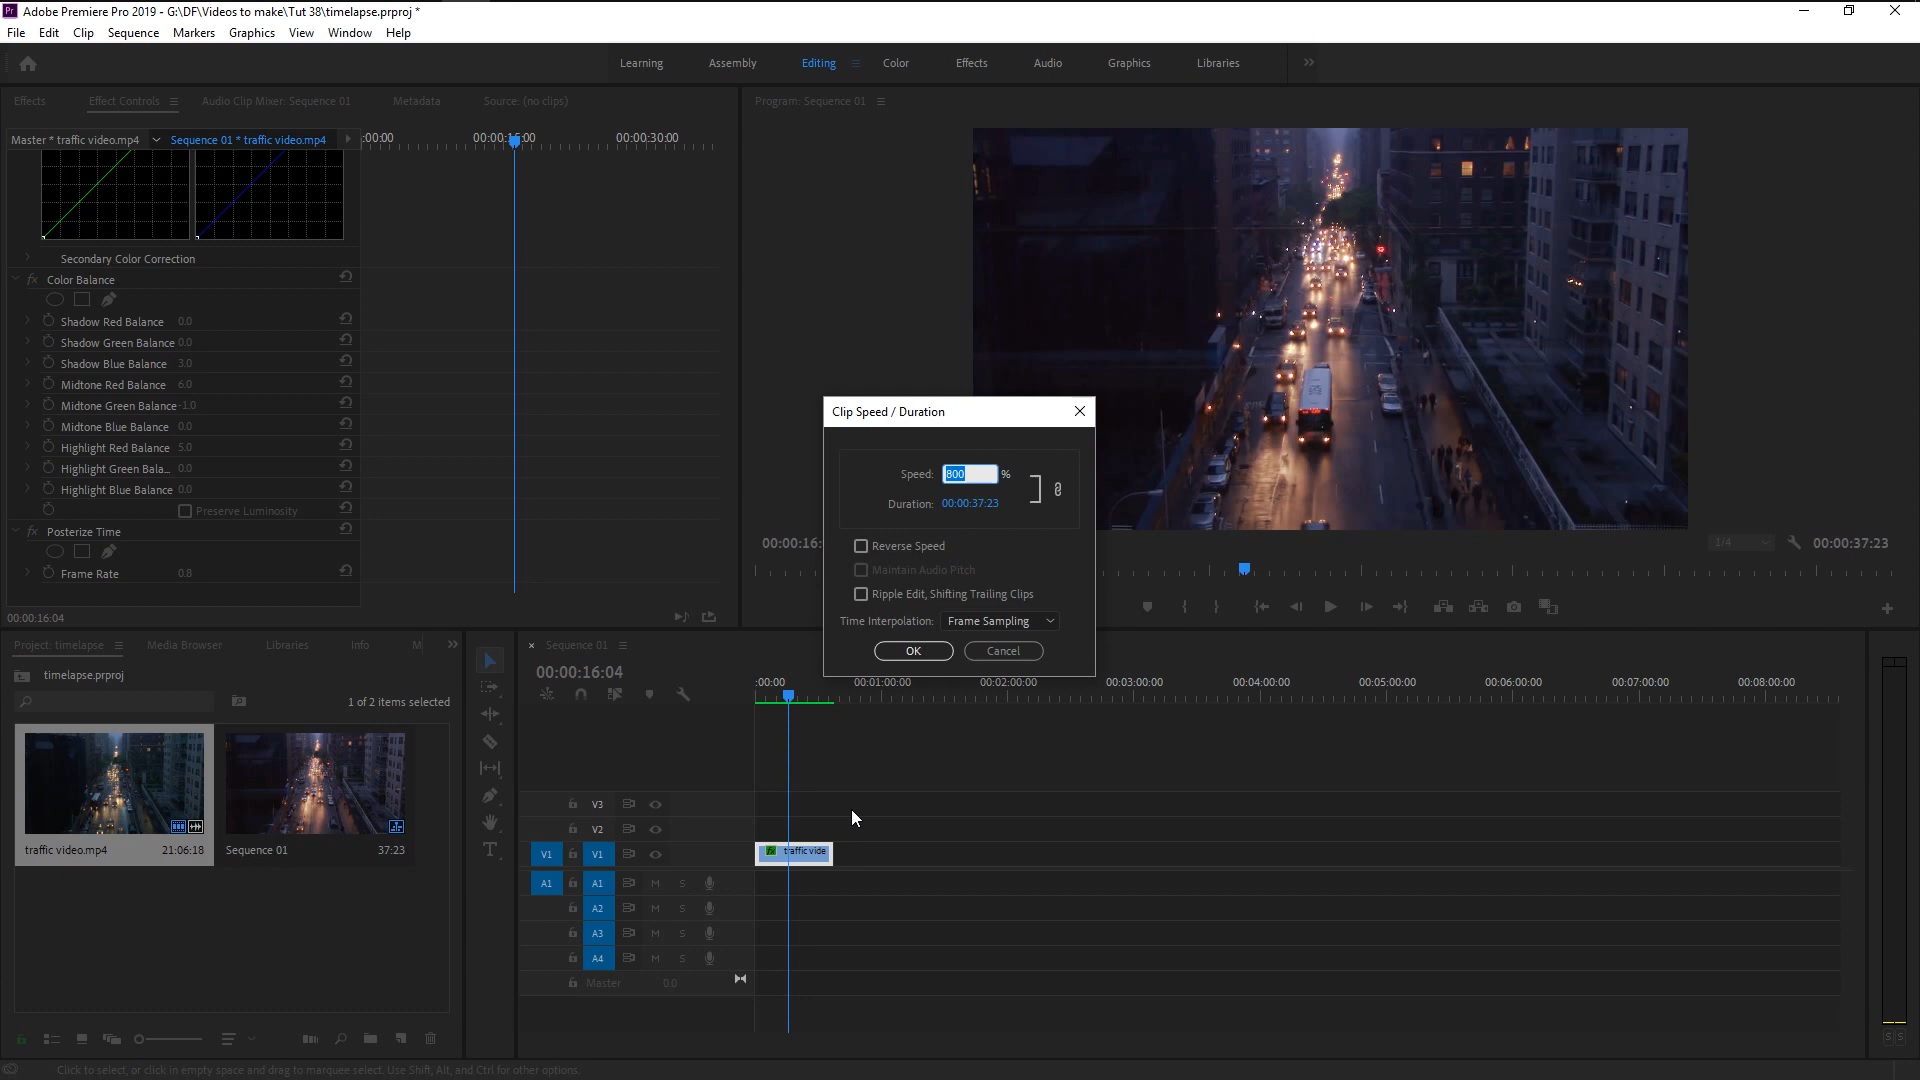 Adobe Premiere Pro 2019 - G:\DF\Videos to make\Tut 38\timelapse.prproj *
File Edit Clip Sequence Markers Graphics View Window Help
Learning Assembly Editing Color Effects Audio Graphics Libraries
Effects Effect Controls Audio Clip Mixer: Sequence 01 Metadata Source: (no clips)
Program: Sequence 01
Master * traffic video.mp4 Sequence 01 * traffic video.mp4
:00:00 00:00:15:00 00:00:30:00
Secondary Color Correction
fx Color Balance
Shadow Red Balance 0.0
Shadow Green Balance 0.0
Shadow Blue Balance 3.0
Midtone Red Balance 6.0
Midtone Green Balance -1.0
Midtone Blue Balance 0.0
Highlight Red Balance 5.0
Highlight Green Bala... 0.0
Highlight Blue Balance 0.0
Preserve Luminosity
fx Posterize Time
Frame Rate 0.8
00:00:16:04
Clip Speed / Duration
Speed: 800 %
Duration: 00:00:37:23
Reverse Speed
Maintain Audio Pitch
Ripple Edit, Shifting Trailing Clips
Time Interpolation: Frame Sampling
OK Cancel
00:00:16:
1/4 00:00:37:23
Project: timelapse Media Browser Libraries Info M
timelapse.prproj
1 of 2 items selected
traffic video.mp4 21:06:18
Sequence 01 37:23
Sequence 01
00:00:16:04
:00:00 00:01:00:00 00:02:00:00 00:03:00:00 00:04:00:00 00:05:00:00 00:06:00:00 00:07:00:00 00:08:00:00
V3
V2
V1 V1
fx traffic vide
A1 A1 M S
A2 M S
A3 M S
A4 M S
Master 0.0
S S
Click to select, or click in empty space and drag to marquee select. Use Shift, Alt, and Ctrl for other options.